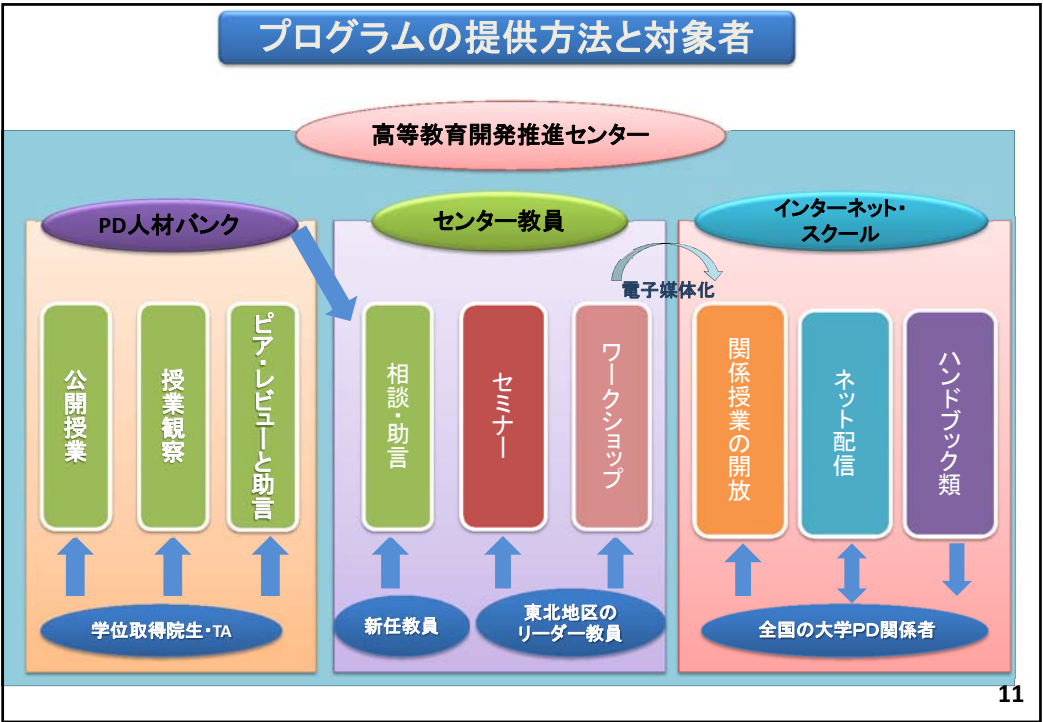 プログラムの提供方法と対象者
高等教育開発推進センター
PD人材バンク
センター教員
インターネット・
スクール
電子媒体化
公開授業
授業観察
ピア・レビューと助言
相談・助言
セミナー
ワークショップ
関係授業の開放
ネット配信
ハンドブック類
学位取得院生・TA
新任教員
東北地区の
リーダー教員
全国の大学PD関係者
11